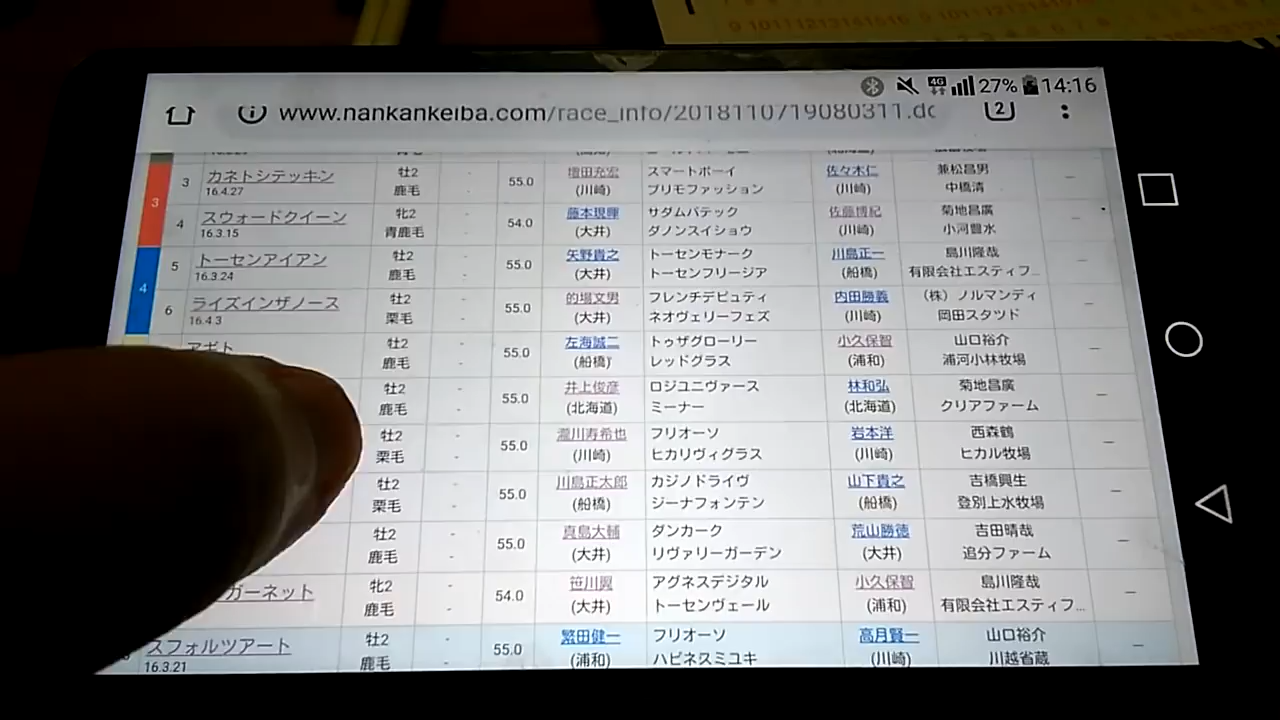 27% 14:16
www.nankankeiba.com/race_info/2018110719080311.do
2
3
3 カネトシテッキン 16.4.27 牡2 鹿毛 - 55.0 増田充宏 (川崎) スマートボーイ プリモファッション 佐々木仁 (川崎) 兼松昌男 中橋清
4 スウォードクイーン 16.3.15 牝2 青鹿毛 - 54.0 藤本現暉 (大井) サダムパテック ダノンスイショウ 佐藤博紀 (川崎) 菊地昌廣 小河豊水
4
5 トーセンアイアン 16.3.24 牡2 鹿毛 - 55.0 矢野貴之 (大井) トーセンモナーク トーセンフリージア 川島正一 (船橋) 島川隆哉 有限会社エスティフ...
6 ライズインザノース 16.4.3 牡2 栗毛 - 55.0 的場文男 (大井) フレンチデピュティ ネオヴェリーフェズ 内田勝義 (川崎) (株)ノルマンディ 岡田スタツド
アギト 牡2 鹿毛 - 55.0 左海誠二 (船橋) トゥザグローリー レッドグラス 小久保智 (浦和) 山口裕介 浦河小林牧場
牡2 鹿毛 - 55.0 井上俊彦 (北海道) ロジユニヴァース ミーナー 林和弘 (北海道) 菊地昌廣 クリアファーム
牡2 栗毛 - 55.0 瀧川寿希也 (川崎) フリオーソ ヒカリヴィグラス 岩本洋 (川崎) 西森鶴 ヒカル牧場
牡2 栗毛 - 55.0 川島正太郎 (船橋) カジノドライヴ ジーナフォンテン 山下貴之 (船橋) 吉橋興生 登別上水牧場
牡2 鹿毛 - 55.0 真島大輔 (大井) ダンカーク リヴァリーガーデン 荒山勝徳 (大井) 吉田晴哉 追分ファーム
ガーネット 牝2 鹿毛 - 54.0 笹川翼 (大井) アグネスデジタル トーセンヴェール 小久保智 (浦和) 島川隆哉 有限会社エスティフ...
スフォルツアート 16.3.21 牡2 鹿毛 - 55.0 繁田健一 (浦和) フリオーソ ハピネスミユキ 高月賢一 (川崎) 山口裕介 川越省蔵